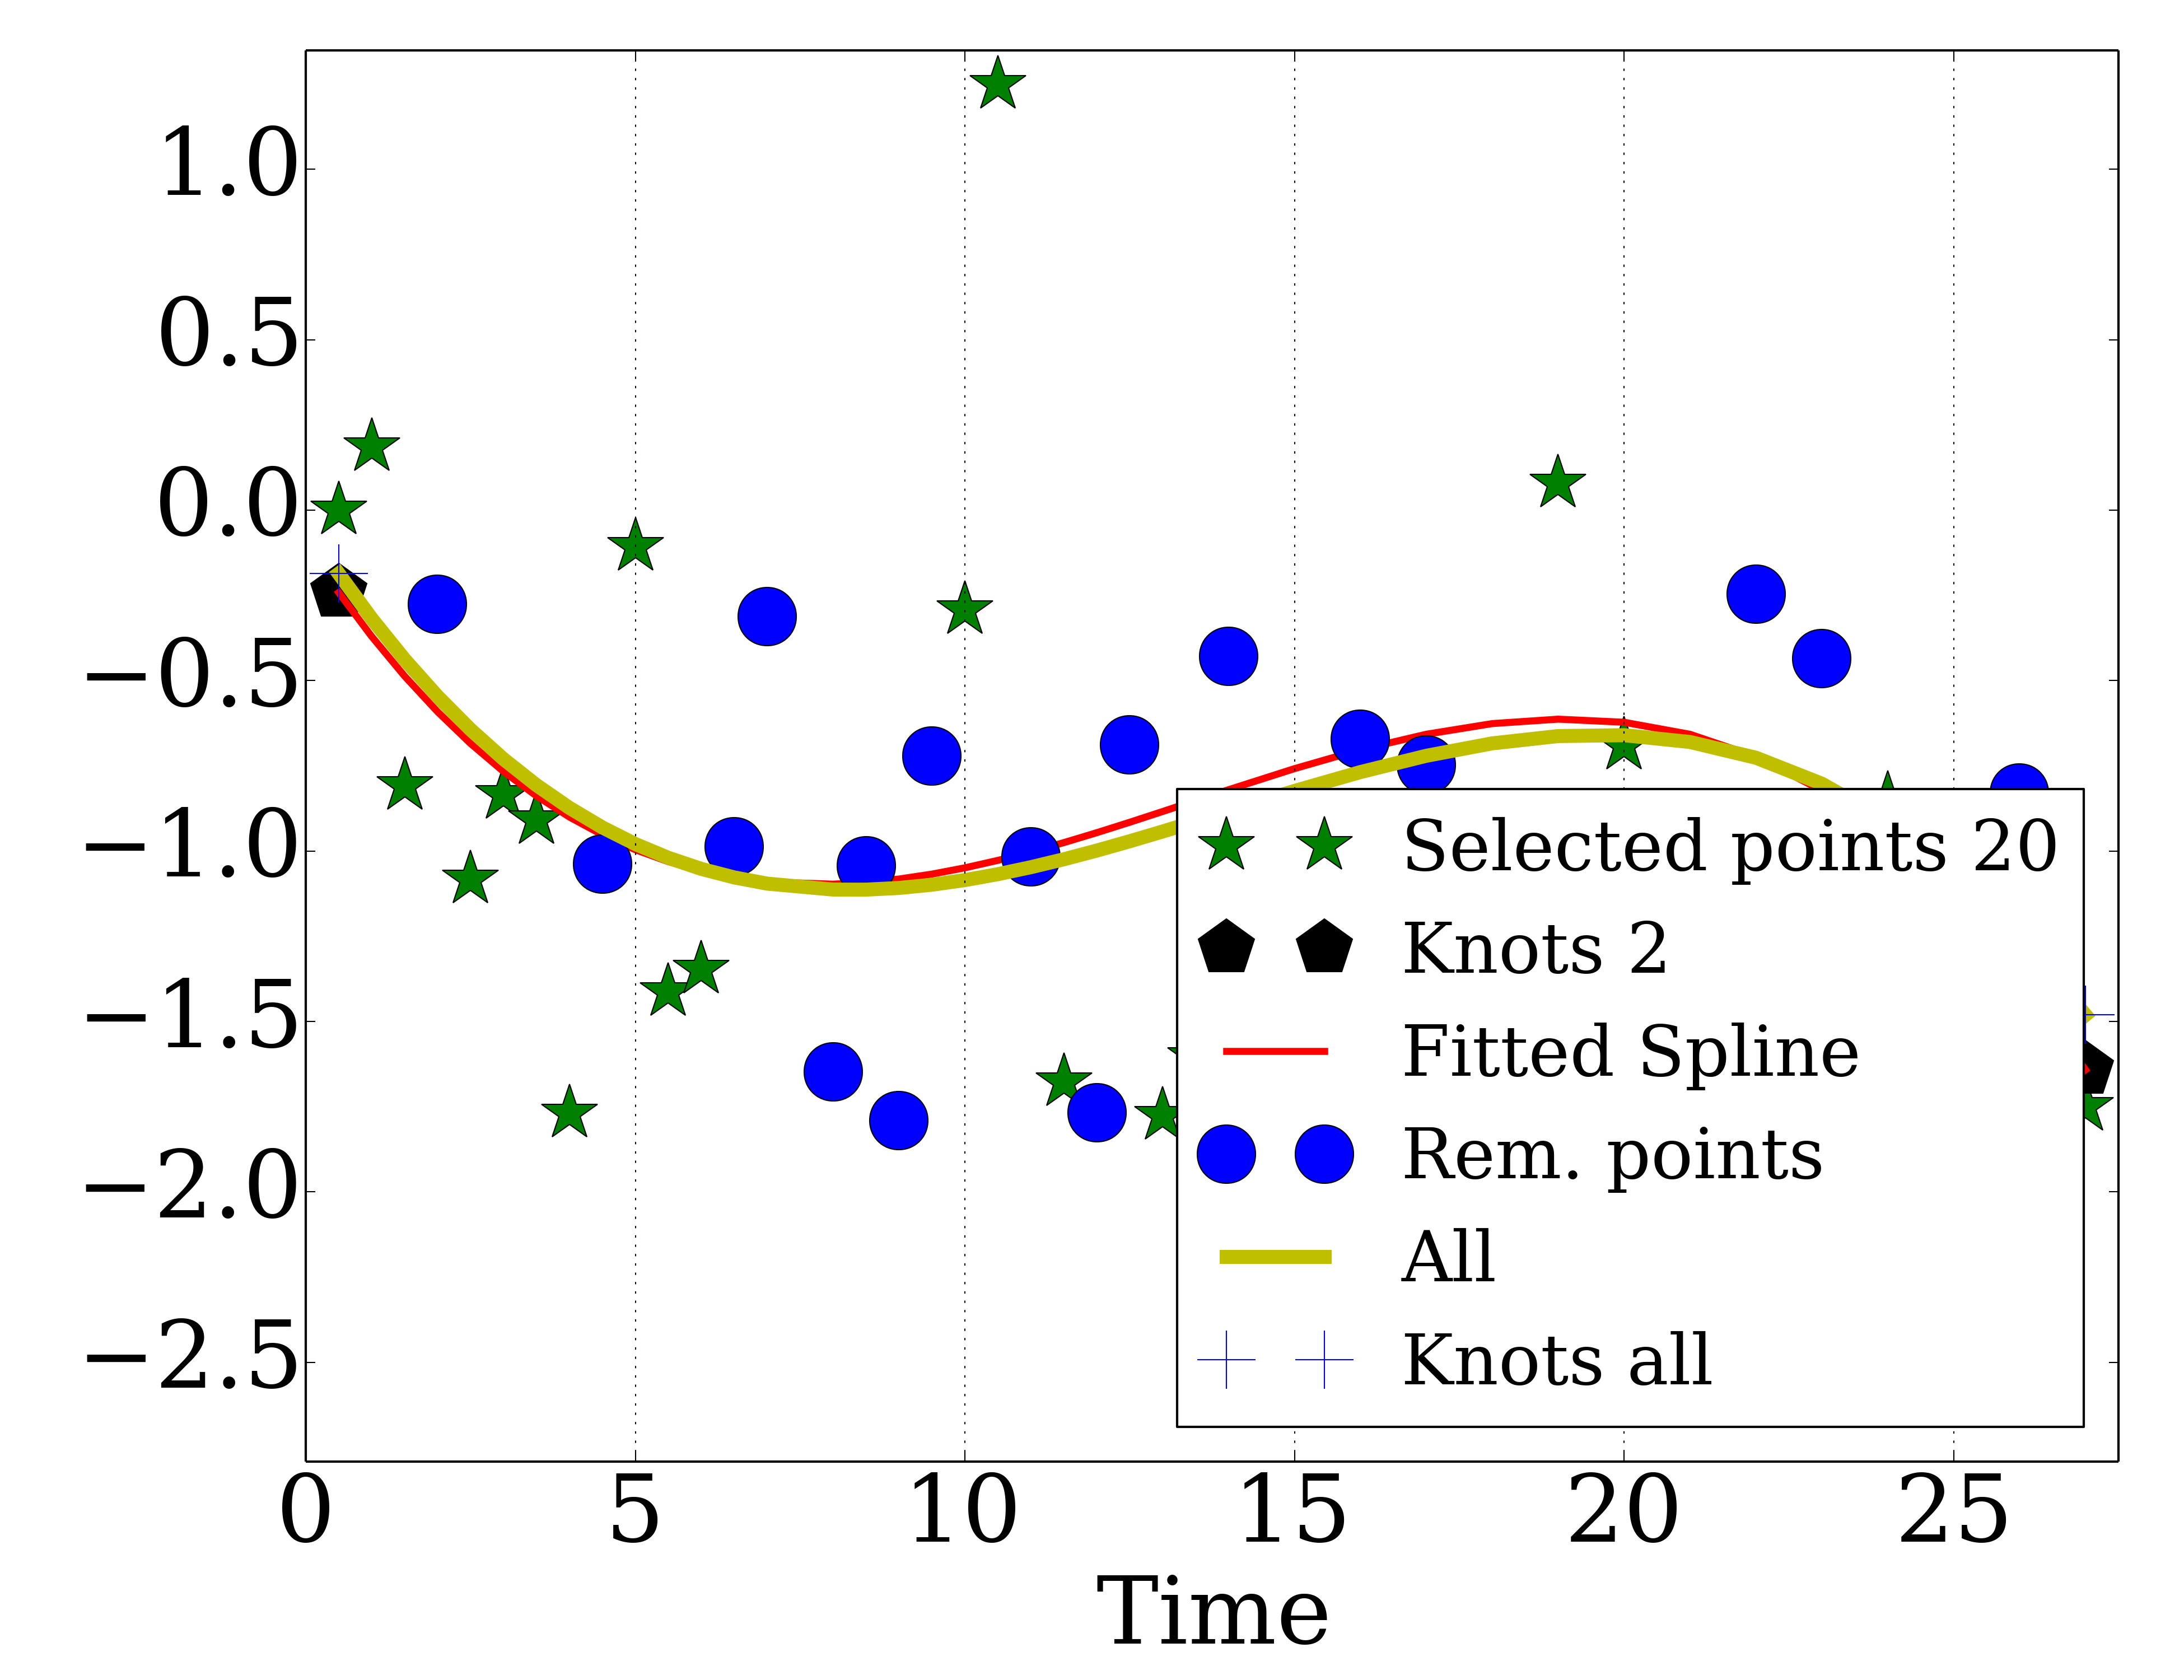 1.0
0.5
0.0
−0.5
−1.0
−1.5
−2.0
−2.5
Selected points 20
Knots 2
Fitted Spline
Rem. points
All
Knots all
0 5 10 15 20 25
Time